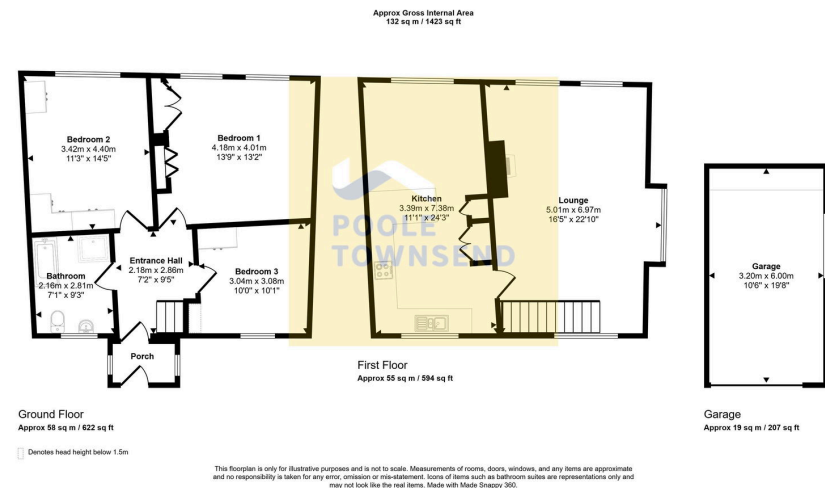 Approx Gross Internal Area
132 sq m / 1423 sq ft
Bedroom 2
3.42m x 4.40m
11'3" x 14'5"
Bedroom 1
4.18m x 4.01m
13'9" x 13'2"
Bathroom
2.16m x 2.81m
7'1" x 9'3"
Entrance Hall
2.18m x 2.86m
7'2" x 9'5"
Bedroom 3
3.04m x 3.08m
10'0" x 10'1"
Porch
Kitchen
3.39m x 7.38m
11'1" x 24'3"
Lounge
5.01m x 6.97m
16'5" x 22'10"
POOLE
TOWNSEND
Garage
3.20m x 6.00m
10'6" x 19'8"
Ground Floor
Approx 58 sq m / 622 sq ft
First Floor
Approx 55 sq m / 594 sq ft
Garage
Approx 19 sq m / 207 sq ft
Denotes head height below 1.5m
This floorplan is only for illustrative purposes and is not to scale. Measurements of rooms, doors, windows, and any items are approximate
and no responsibility is taken for any error, omission or mis-statement. Icons of items such as bathroom suites are representations only and
may not look like the real items. Made with Made Snappy 360.